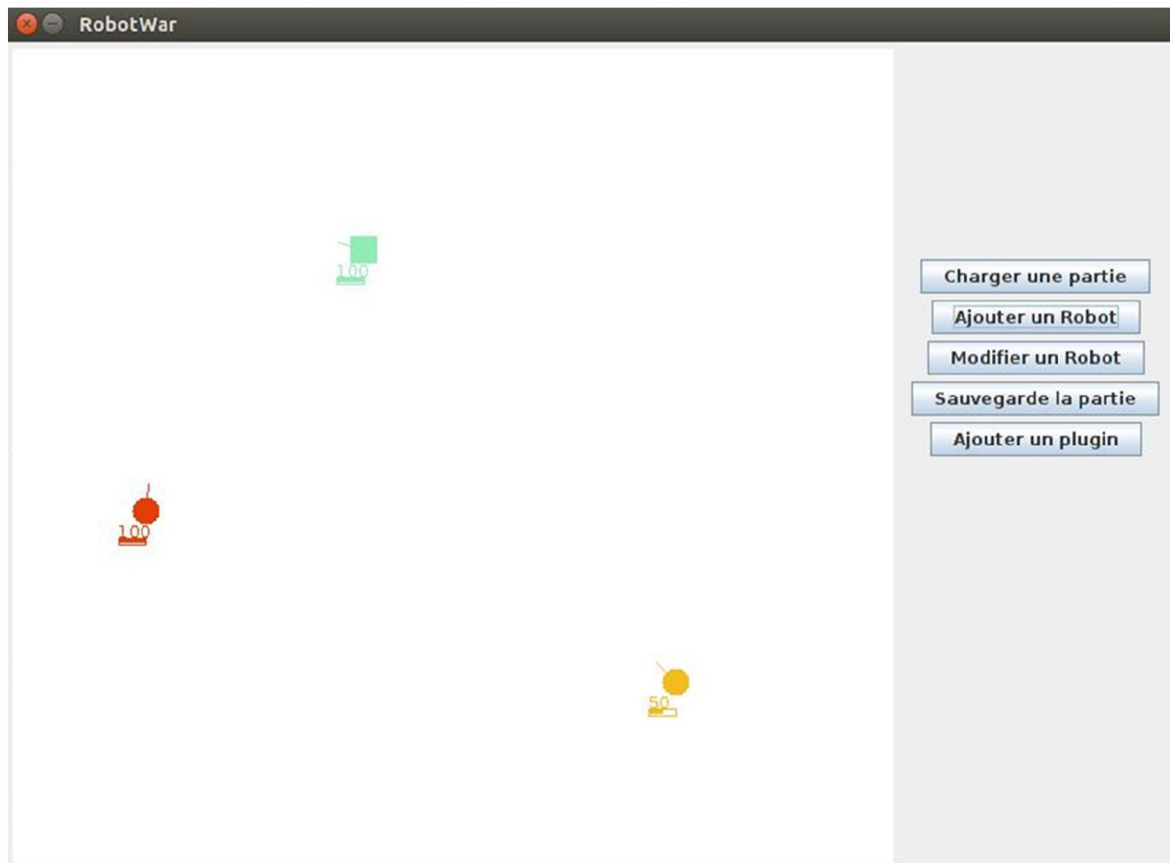 RobotWar
100
100
50
Charger une partie
Ajouter un Robot
Modifier un Robot
Sauvegarde la partie
Ajouter un plugin